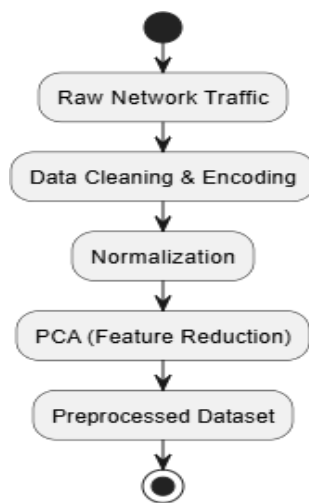 Raw Network Traffic
Data Cleaning & Encoding
Normalization
PCA (Feature Reduction)
Preprocessed Dataset